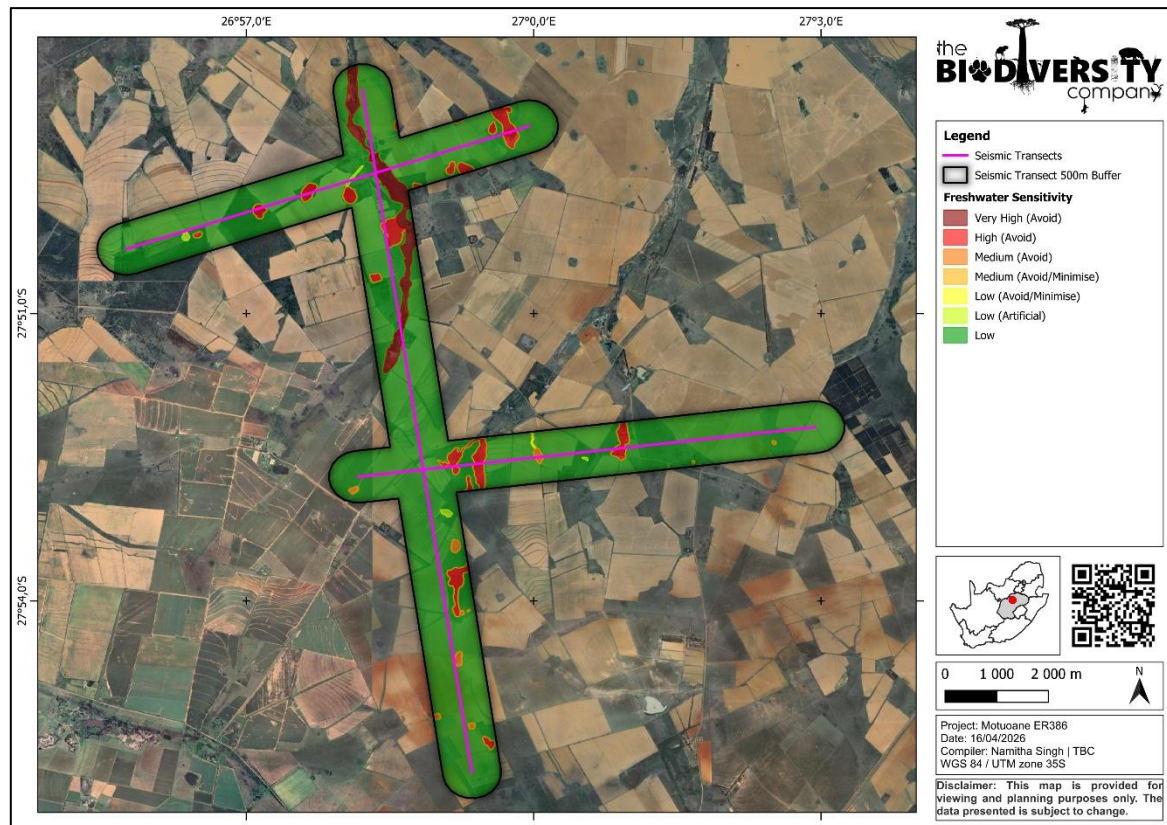 26°57,0'E
27°0,0'E
27°3,0'E
27°51,0'S
27°54,0'S
the
BIODIVERSITY
company
Legend
Seismic Transects
Seismic Transect 500m Buffer
Freshwater Sensitivity
Very High (Avoid)
High (Avoid)
Medium (Avoid)
Medium (Avoid/Minimise)
Low (Avoid/Minimise)
Low (Artificial)
Low
0 1 000 2 000 m
N
Project: Motuoane ER386
Date: 16/04/2026
Compiler: Namitha Singh | TBC
WGS 84 / UTM zone 35S
Disclaimer: This map is provided for
viewing and planning purposes only. The
data presented is subject to change.